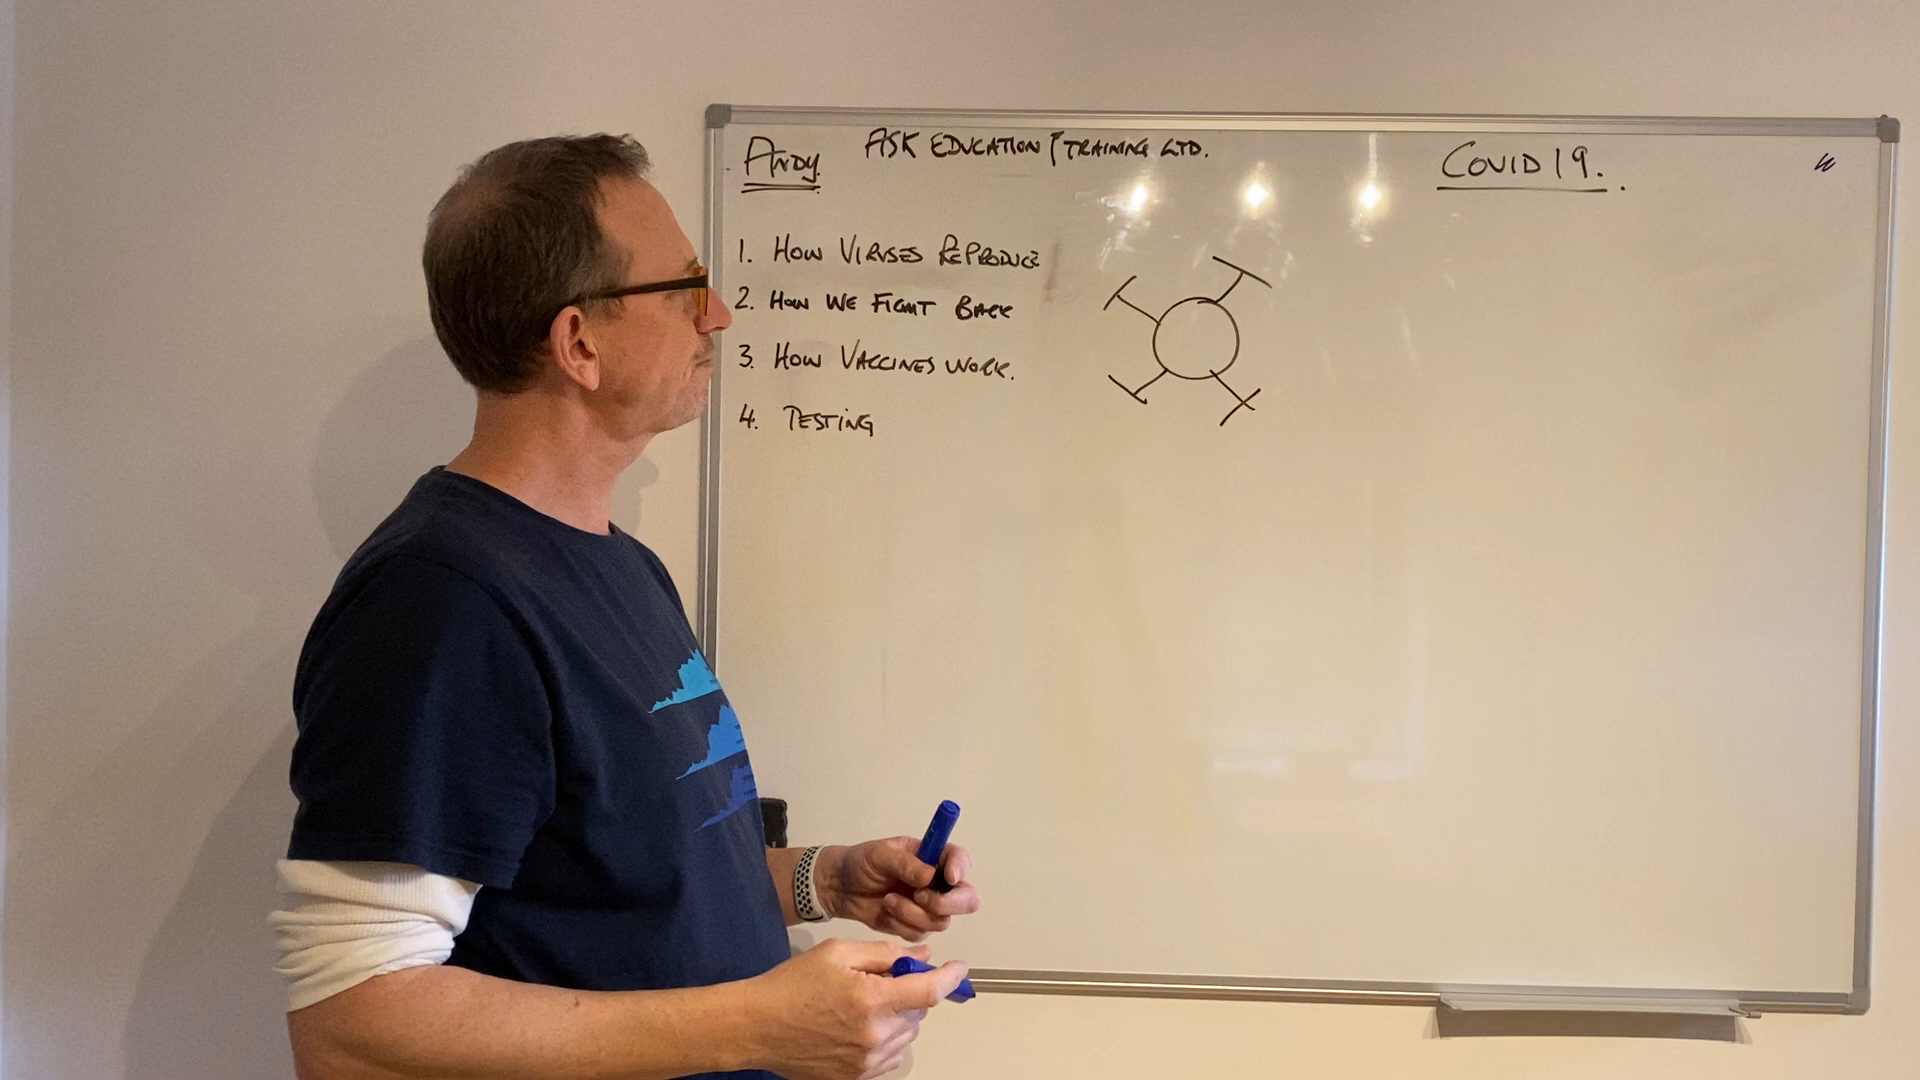 Andy
ASK EDUCATION & TRAINING LTD.
COVID 19.
1. HOW VIRUSES REPRODUCE
2. HOW WE FIGHT BACK
3. HOW VACCINES WORK.
4. TESTING